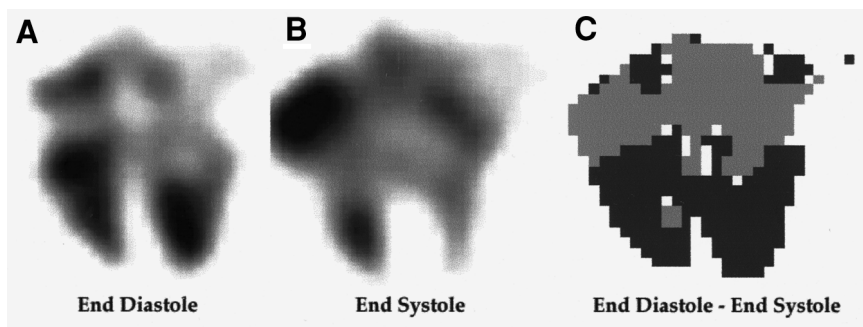 A
B
C
End Diastole
End Systole
End Diastole - End Systole